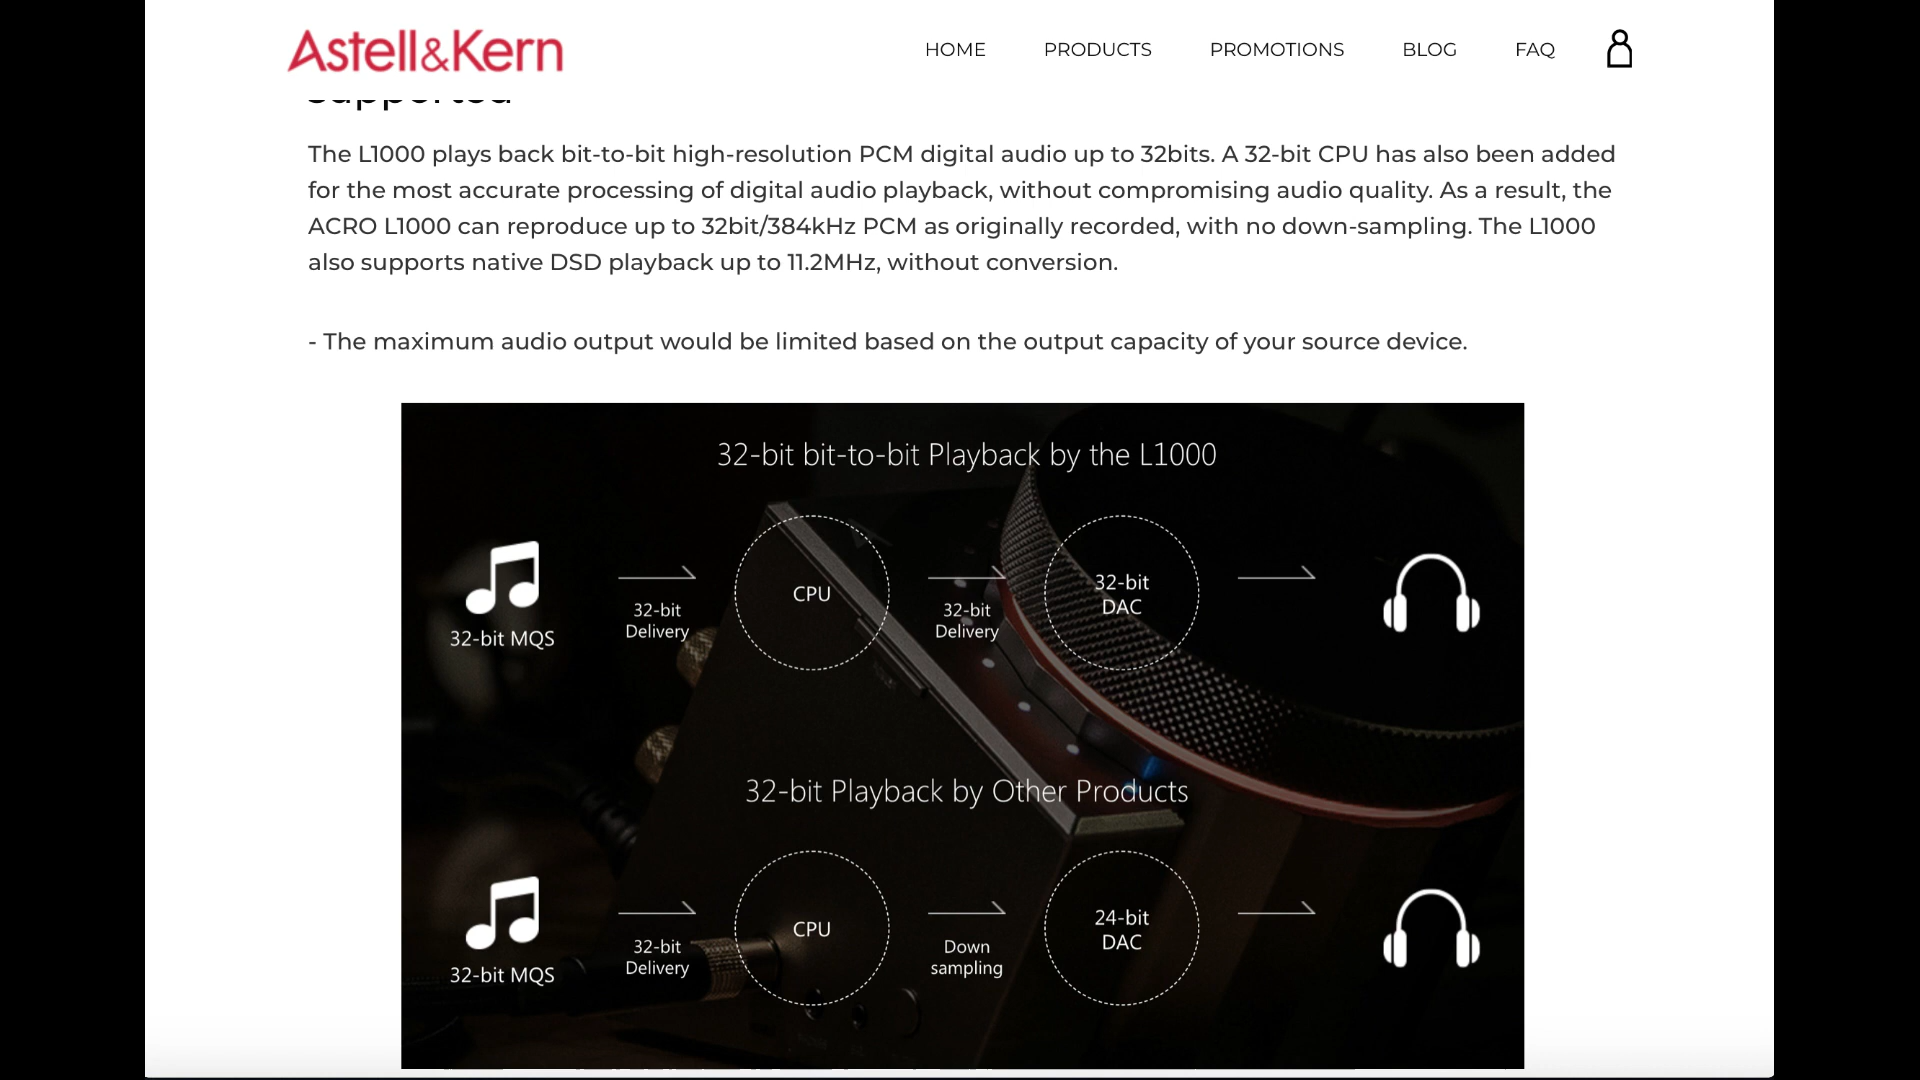 Astell&Kern
HOME PRODUCTS PROMOTIONS BLOG FAQ
supported
The L1000 plays back bit-to-bit high-resolution PCM digital audio up to 32bits. A 32-bit CPU has also been added
for the most accurate processing of digital audio playback, without compromising audio quality. As a result, the
ACRO L1000 can reproduce up to 32bit/384kHz PCM as originally recorded, with no down-sampling. The L1000
also supports native DSD playback up to 11.2MHz, without conversion.
- The maximum audio output would be limited based on the output capacity of your source device.
32-bit bit-to-bit Playback by the L1000
32-bit MQS
32-bit
Delivery
CPU
32-bit
Delivery
32-bit
DAC
32-bit Playback by Other Products
32-bit MQS
32-bit
Delivery
CPU
Down
sampling
24-bit
DAC